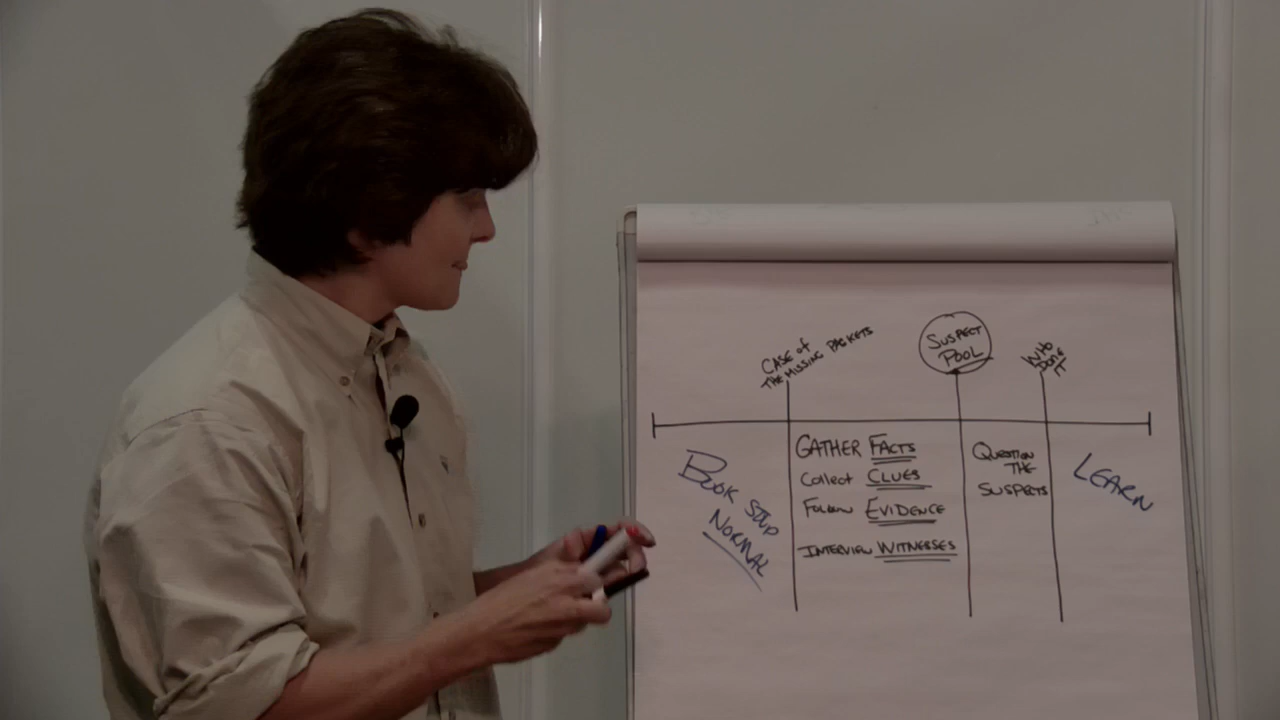 CASE of
THE MISSING PACKETS
SUSPECT
POOL
WHO
DONE
IT
GATHER FACTS
Collect CLUES
Follow EVIDENCE
INTERVIEW WITNESSES
QUESTION
THE
SUSPECTS
LEARN
BOOK
NORMAL